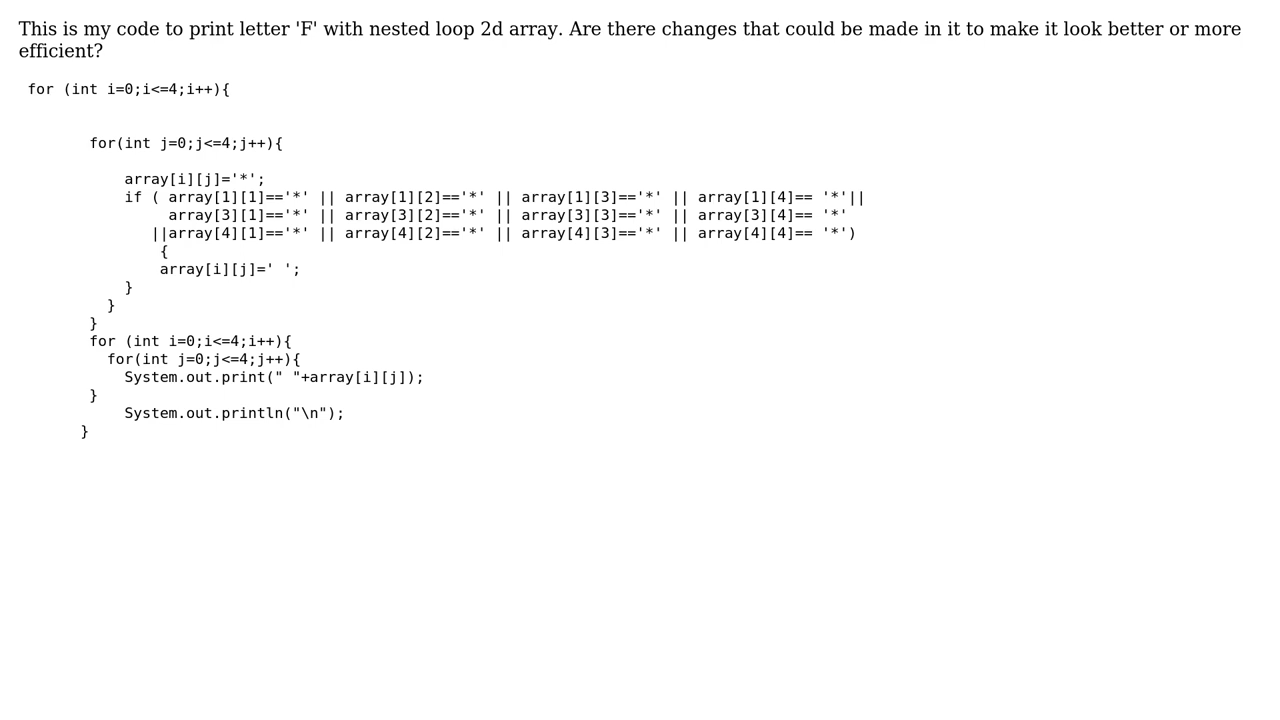 This is my code to print letter 'F' with nested loop 2d array. Are there changes that could be made in it to make it look better or more
efficient?
for (int i=0;i<=4;i++){
for(int j=0;j<=4;j++){
array[i][j]='*';
if ( array[1][1]=='*' || array[1][2]=='*' || array[1][3]=='*' || array[1][4]== '*'||
array[3][1]=='*' || array[3][2]=='*' || array[3][3]=='*' || array[3][4]== '*'
||array[4][1]=='*' || array[4][2]=='*' || array[4][3]=='*' || array[4][4]== '*')
{
array[i][j]=' ';
}
}
}
for (int i=0;i<=4;i++){
for(int j=0;j<=4;j++){
System.out.print(" "+array[i][j]);
}
System.out.println("\n");
}